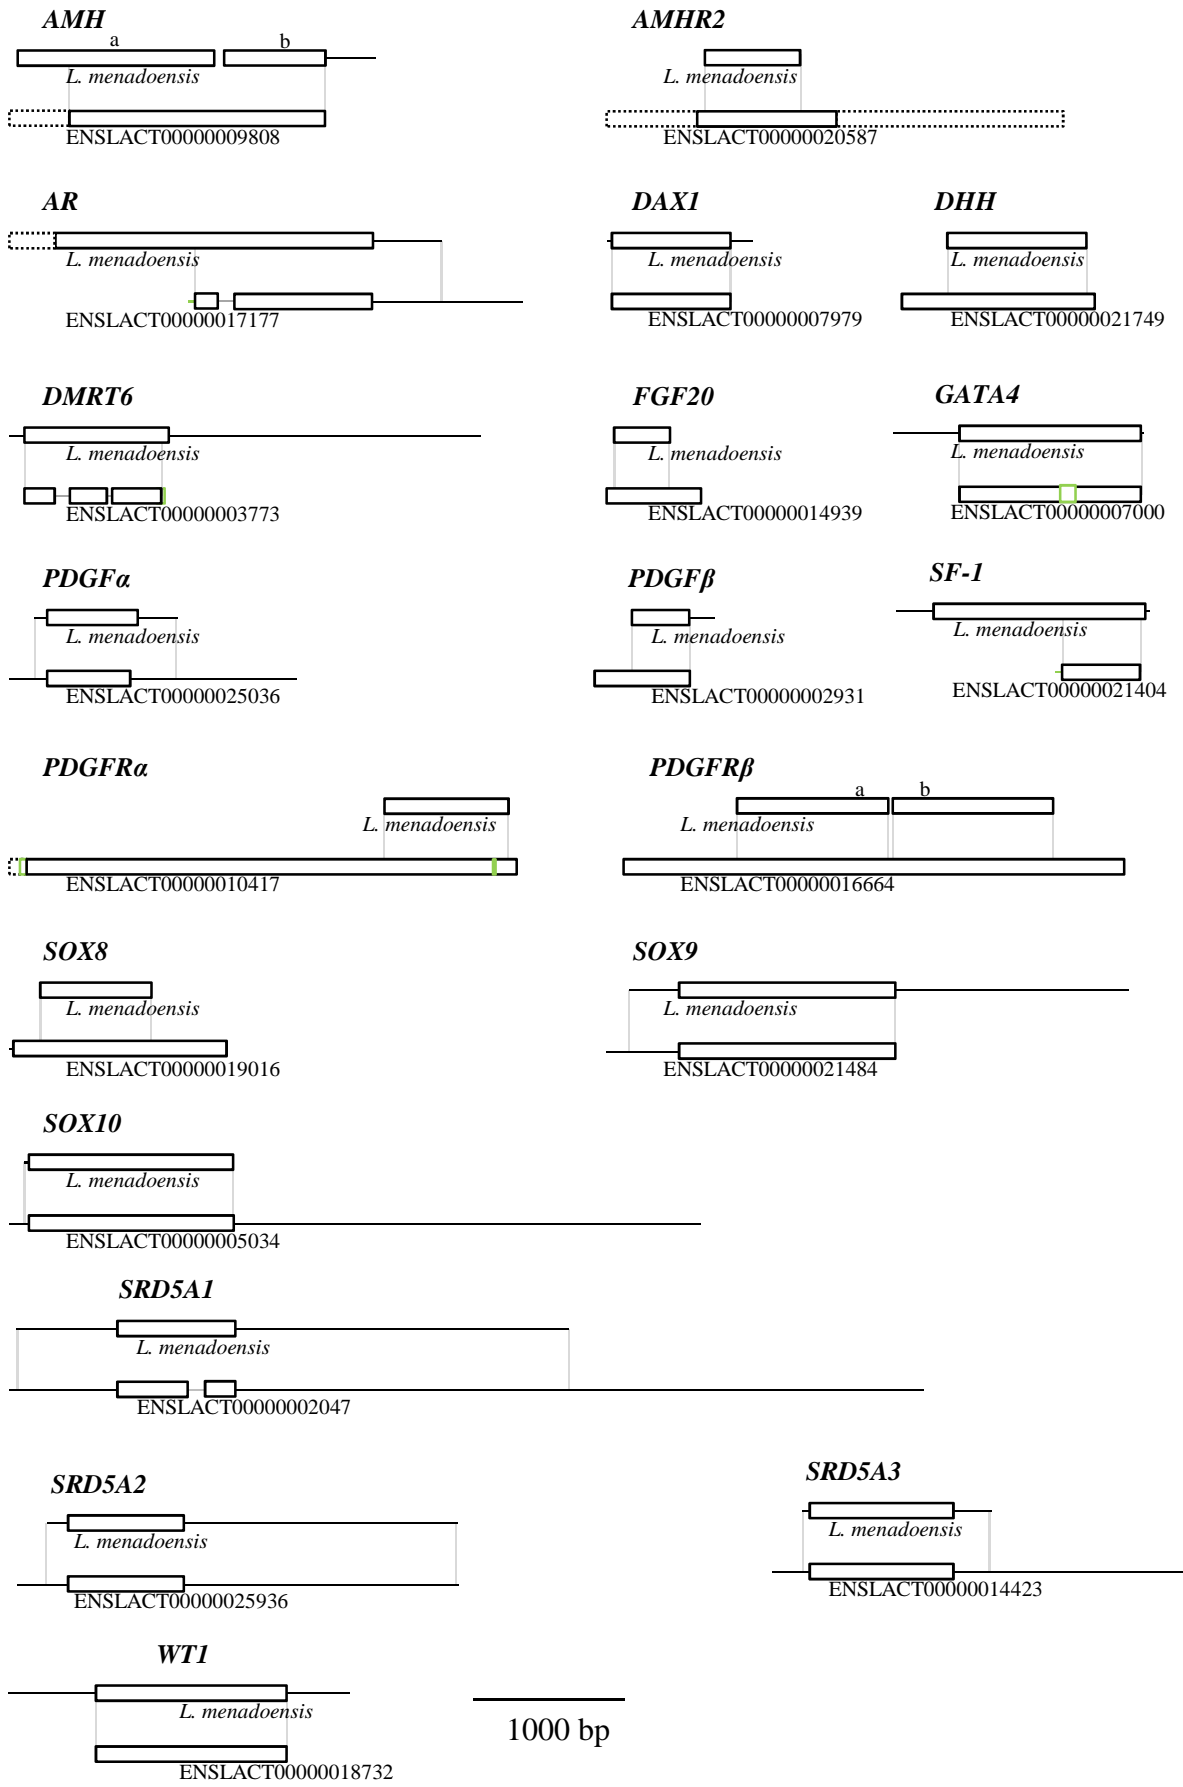 AMH
a b
L. menadoensis
ENSLACT00000009808
AMHR2
L. menadoensis
ENSLACT00000020587
AR
L. menadoensis
ENSLACT00000017177
DAX1
L. menadoensis
ENSLACT00000007979
DHH
L. menadoensis
ENSLACT00000021749
DMRT6
L. menadoensis
ENSLACT00000003773
FGF20
L. menadoensis
ENSLACT00000014939
GATA4
L. menadoensis
ENSLACT00000007000
PDGFα
L. menadoensis
ENSLACT00000025036
PDGFβ
L. menadoensis
ENSLACT00000002931
SF-1
L. menadoensis
ENSLACT00000021404
PDGFRα
L. menadoensis
ENSLACT00000010417
PDGFRβ
a b
L. menadoensis
ENSLACT00000016664
SOX8
L. menadoensis
ENSLACT00000019016
SOX9
L. menadoensis
ENSLACT00000021484
SOX10
L. menadoensis
ENSLACT00000005034
SRD5A1
L. menadoensis
ENSLACT00000002047
SRD5A2
L. menadoensis
ENSLACT00000025936
SRD5A3
L. menadoensis
ENSLACT00000014423
WT1
L. menadoensis
ENSLACT00000018732
1000 bp